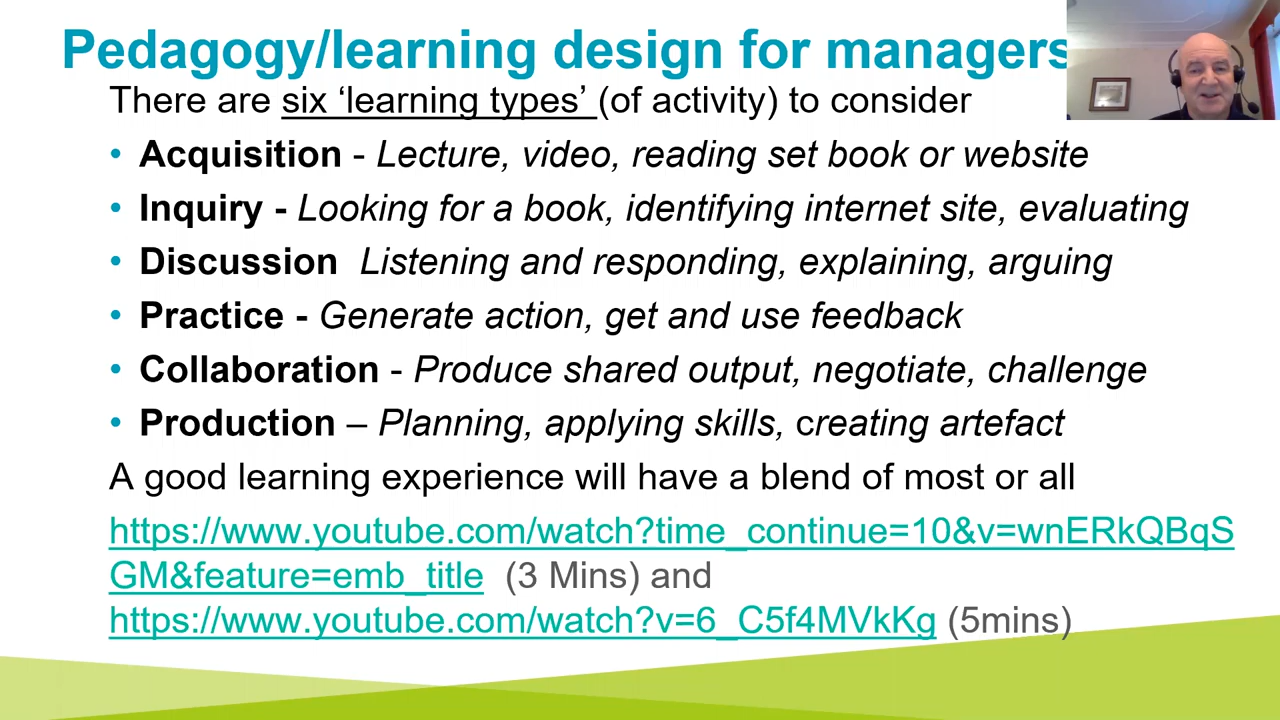 Pedagogy/learning design for managers
There are six ‘learning types’ (of activity) to consider
• Acquisition - Lecture, video, reading set book or website
• Inquiry - Looking for a book, identifying internet site, evaluating
• Discussion Listening and responding, explaining, arguing
• Practice - Generate action, get and use feedback
• Collaboration - Produce shared output, negotiate, challenge
• Production – Planning, applying skills, creating artefact
A good learning experience will have a blend of most or all
https://www.youtube.com/watch?time_continue=10&v=wnERkQBqS
GM&feature=emb_title (3 Mins) and
https://www.youtube.com/watch?v=6_C5f4MVkKg (5mins)